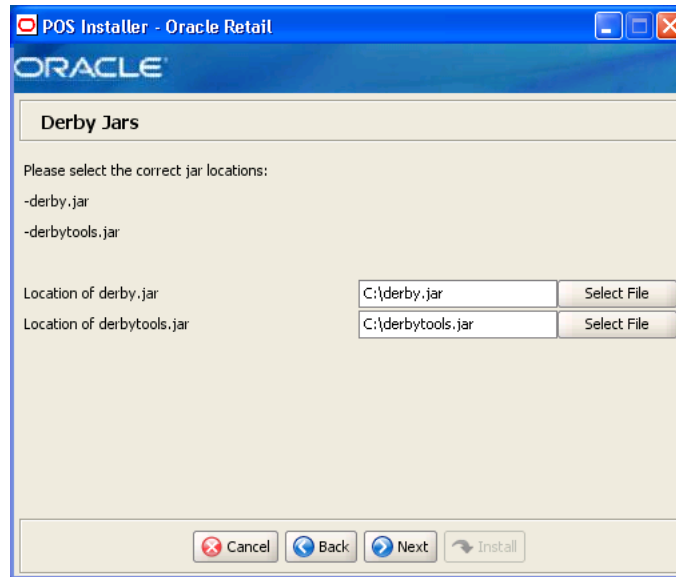 POS Installer - Oracle Retail
ORACLE
Derby Jars
Please select the correct jar locations:
-derby.jar
-derbytools.jar
Location of derby.jar C:\derby.jar Select File
Location of derbytools.jar C:\derbytools.jar Select File
Cancel Back Next Install